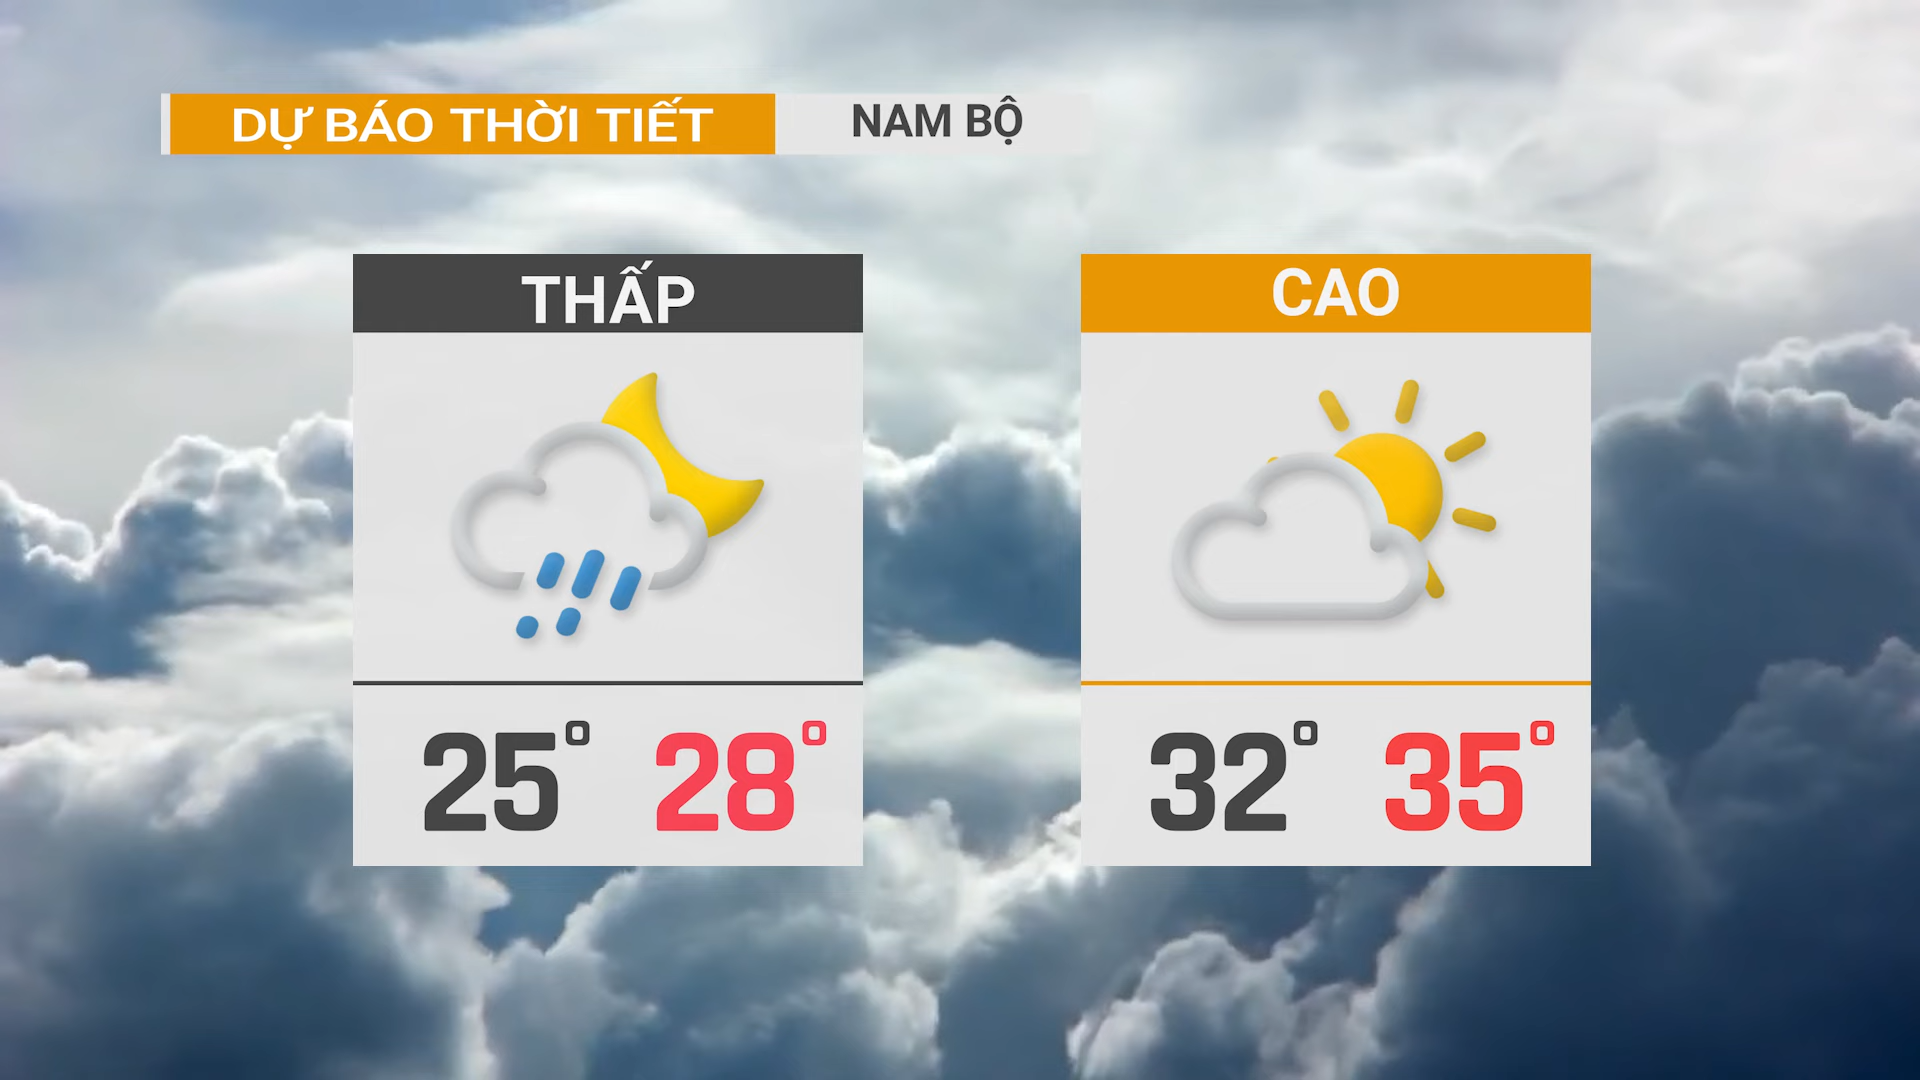 DỰ BÁO THỜI TIẾT
NAM BỘ
THẤP
CAO
25° 28°
32° 35°